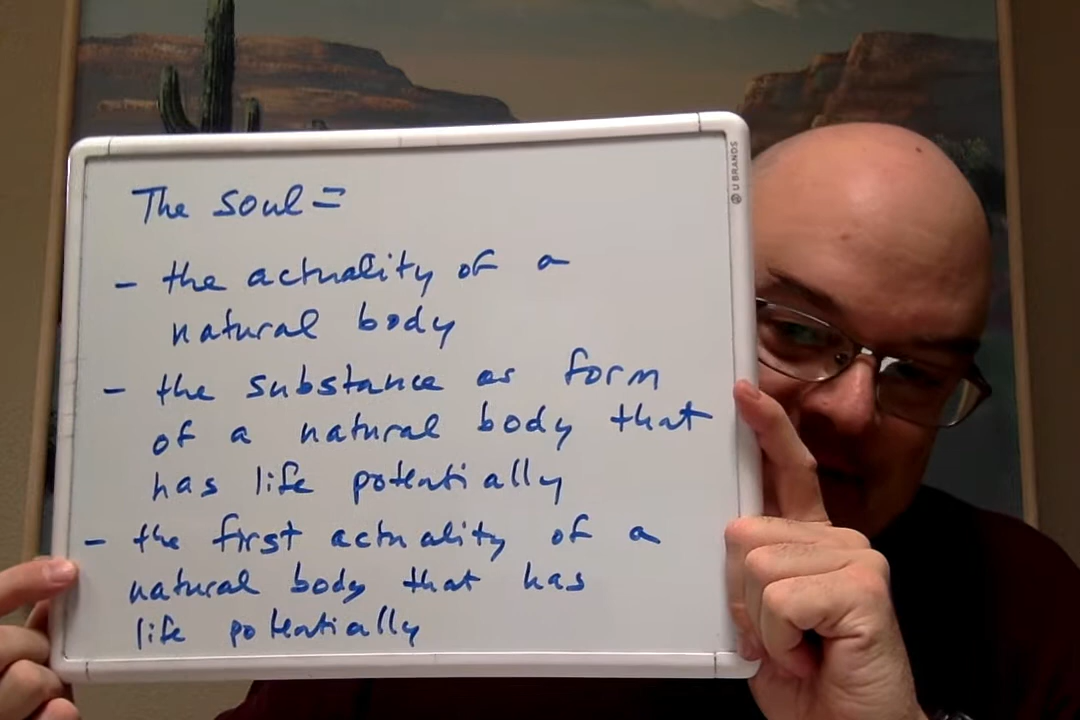 The soul =
- the actuality of a
natural body
- the substance as form
of a natural body that
has life potentially
- the first actuality of a
natural body that has
life potentially
U BRANDS